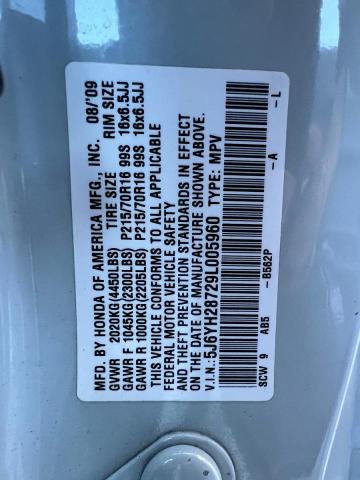 MFD. BY HONDA OF AMERICA MFG., INC. 08/'09
GVWR 2020KG(4450LBS) TIRE SIZE RIM SIZE
GAWR F 1045KG(2300LBS) P215/70R16 99S 16x6.5JJ
GAWR R 1000KG(2205LBS) P215/70R16 99S 16x6.5JJ
THIS VEHICLE CONFORMS TO ALL APPLICABLE
FEDERAL MOTOR VEHICLE SAFETY
AND THEFT PREVENTION STANDARDS IN EFFECT
ON THE DATE OF MANUFACTURE SHOWN ABOVE.
V.I.N.: 5J6YH28729L005960 TYPE: MPV
SCW 9 AB5 -B562P -A -L